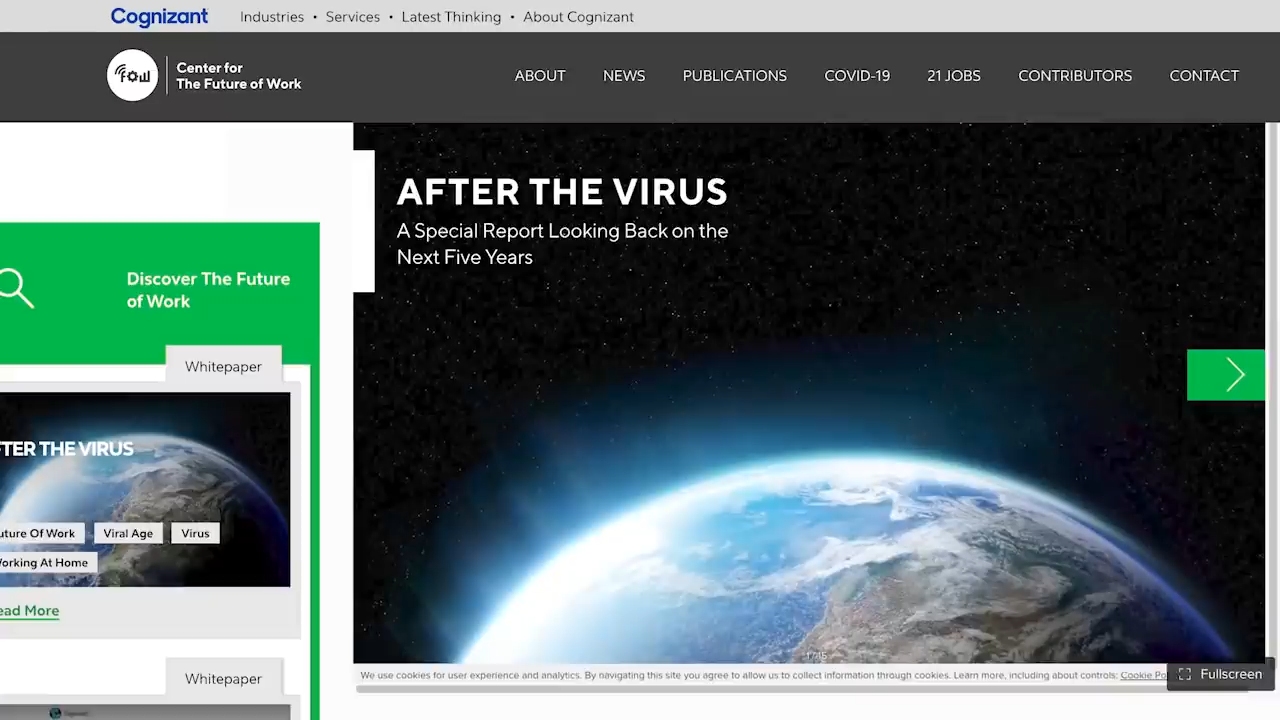 Cognizant
Industries • Services • Latest Thinking • About Cognizant
FOW
Center for
The Future of Work
ABOUT NEWS PUBLICATIONS COVID-19 21 JOBS CONTRIBUTORS CONTACT
Discover The Future
of Work
Whitepaper
TER THE VIRUS
uture Of Work Viral Age Virus
orking At Home
ead More
Whitepaper
AFTER THE VIRUS
A Special Report Looking Back on the
Next Five Years
We use cookies for user experience and analytics. By navigating this site you agree to allow us to collect information through cookies. Learn more, including about controls: Cookie Po
Fullscreen